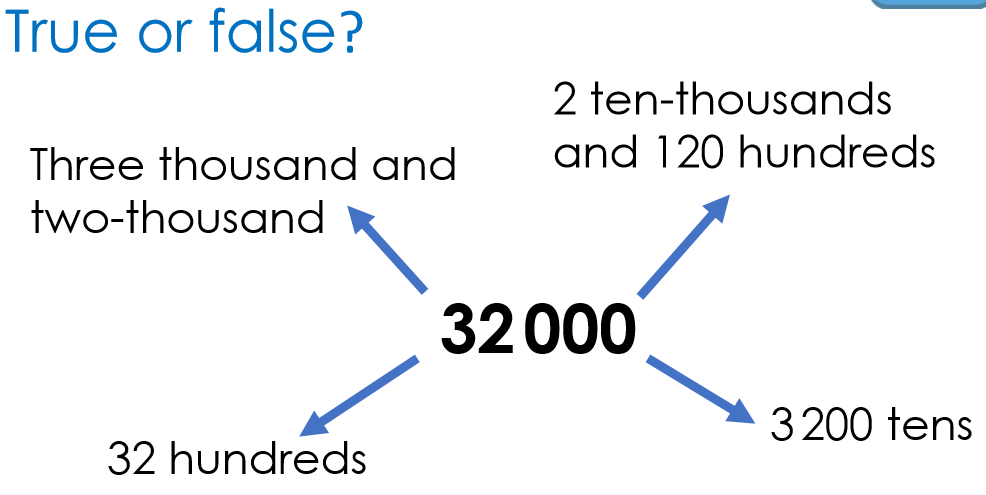 True or false?
2 ten-thousands
and 120 hundreds
Three thousand and
two-thousand
32 000
3 200 tens
32 hundreds